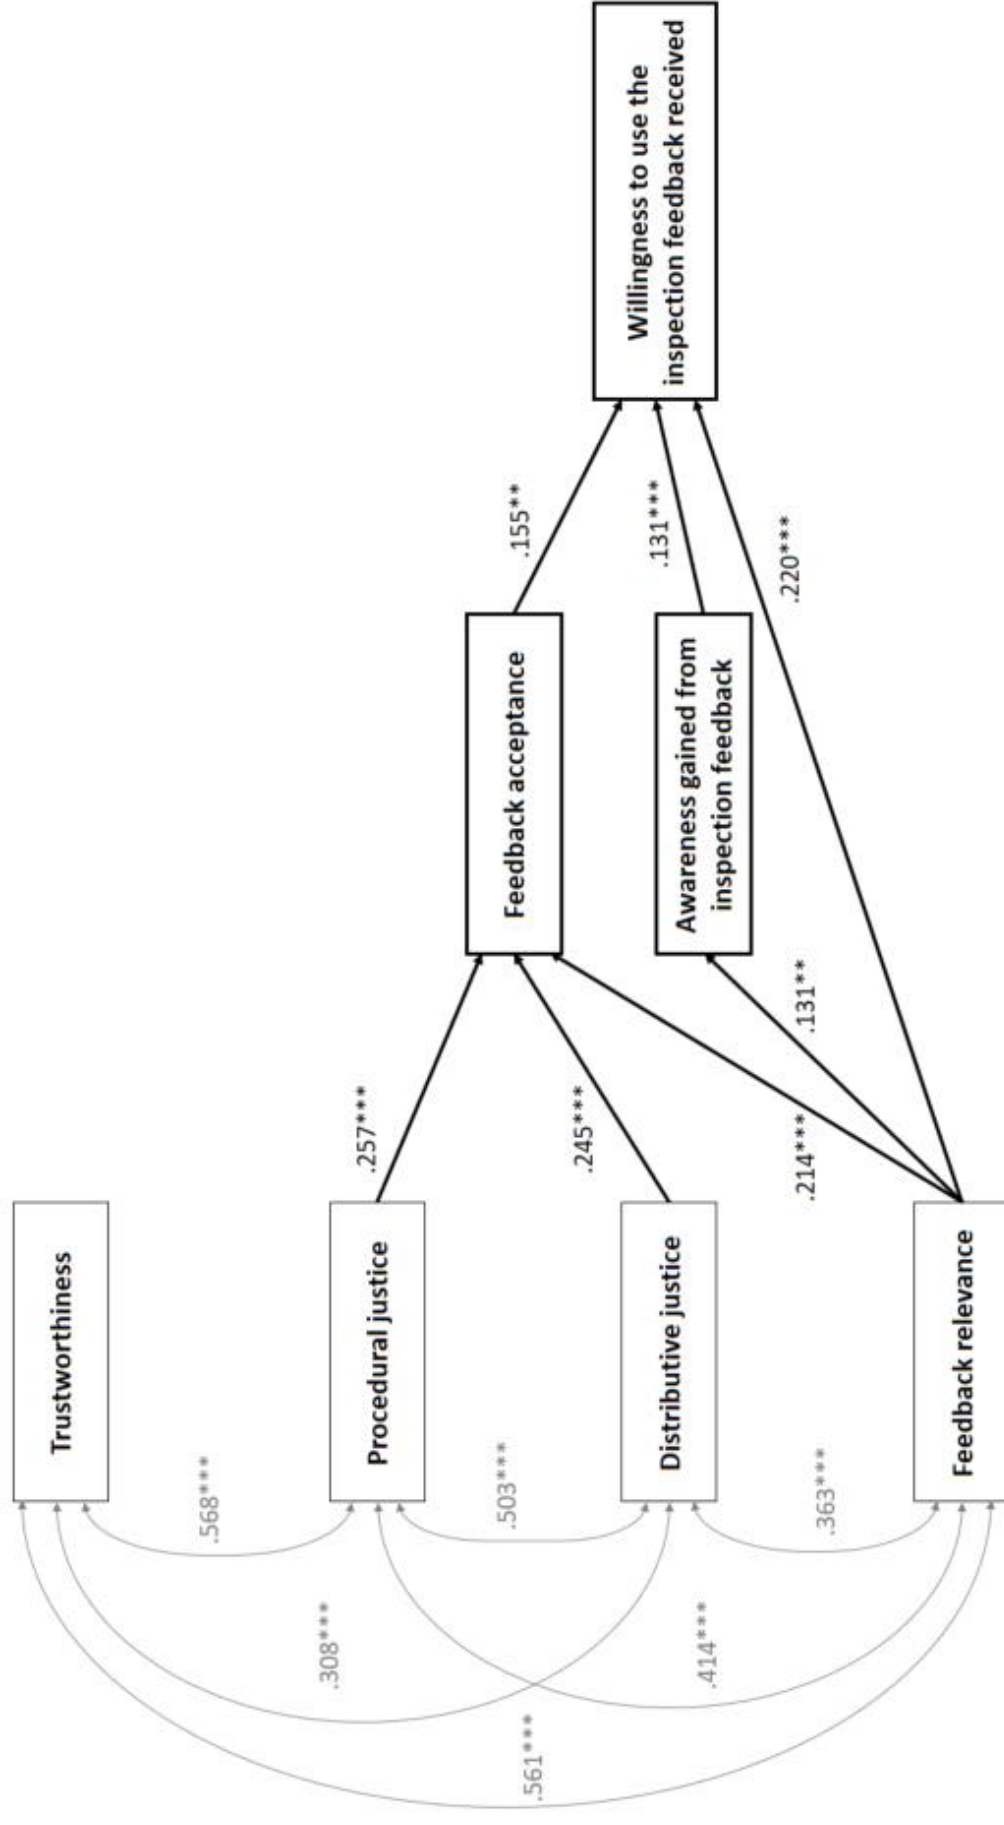 Trustworthiness
Procedural justice
Distributive justice
Feedback relevance
.568***
.503***
.363***
.308***
.414***
.561***
.257***
.245***
.214***
.131**
Feedback acceptance
Awareness gained from
inspection feedback
.155**
.131***
.220***
Willingness to use the
inspection feedback received